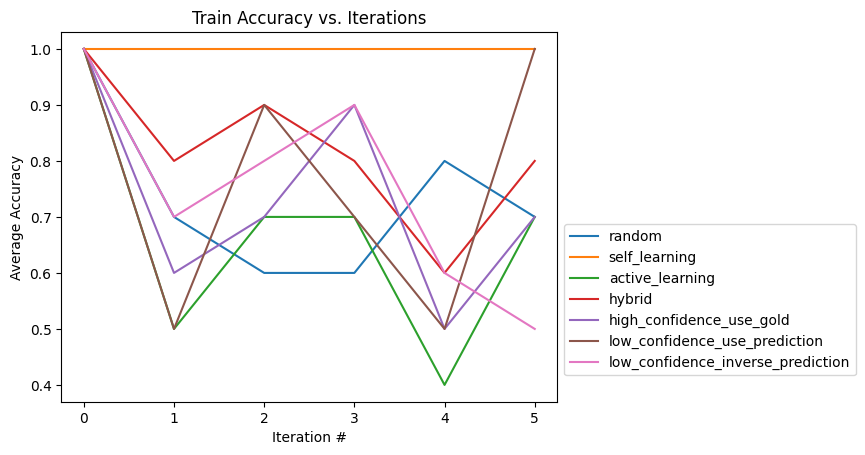 Train Accuracy vs. Iterations
Average Accuracy
1.0
0.9
0.8
0.7
0.6
0.5
0.4
0 1 2 3 4 5
Iteration #
random
self_learning
active_learning
hybrid
high_confidence_use_gold
low_confidence_use_prediction
low_confidence_inverse_prediction